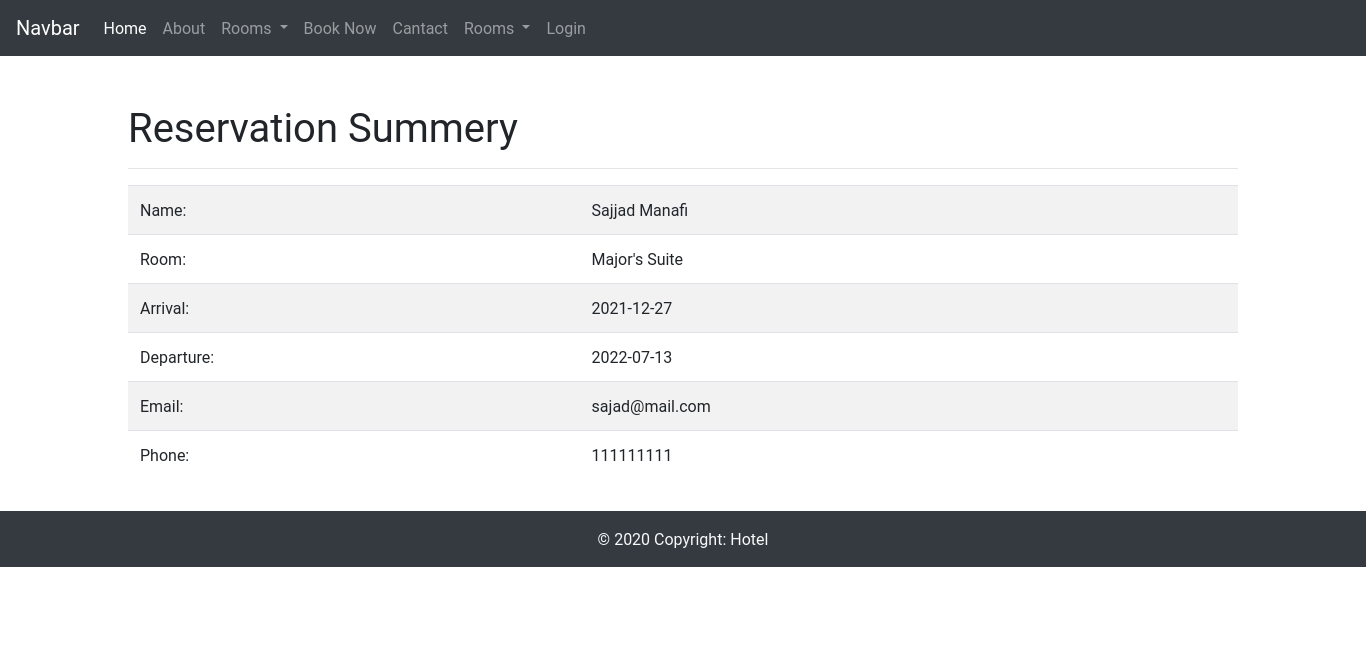 Navbar Home About Rooms Book Now Cantact Rooms Login
Reservation Summery
Name: Sajjad Manafi
Room: Major's Suite
Arrival: 2021-12-27
Departure: 2022-07-13
Email: sajad@mail.com
Phone: 111111111
© 2020 Copyright: Hotel